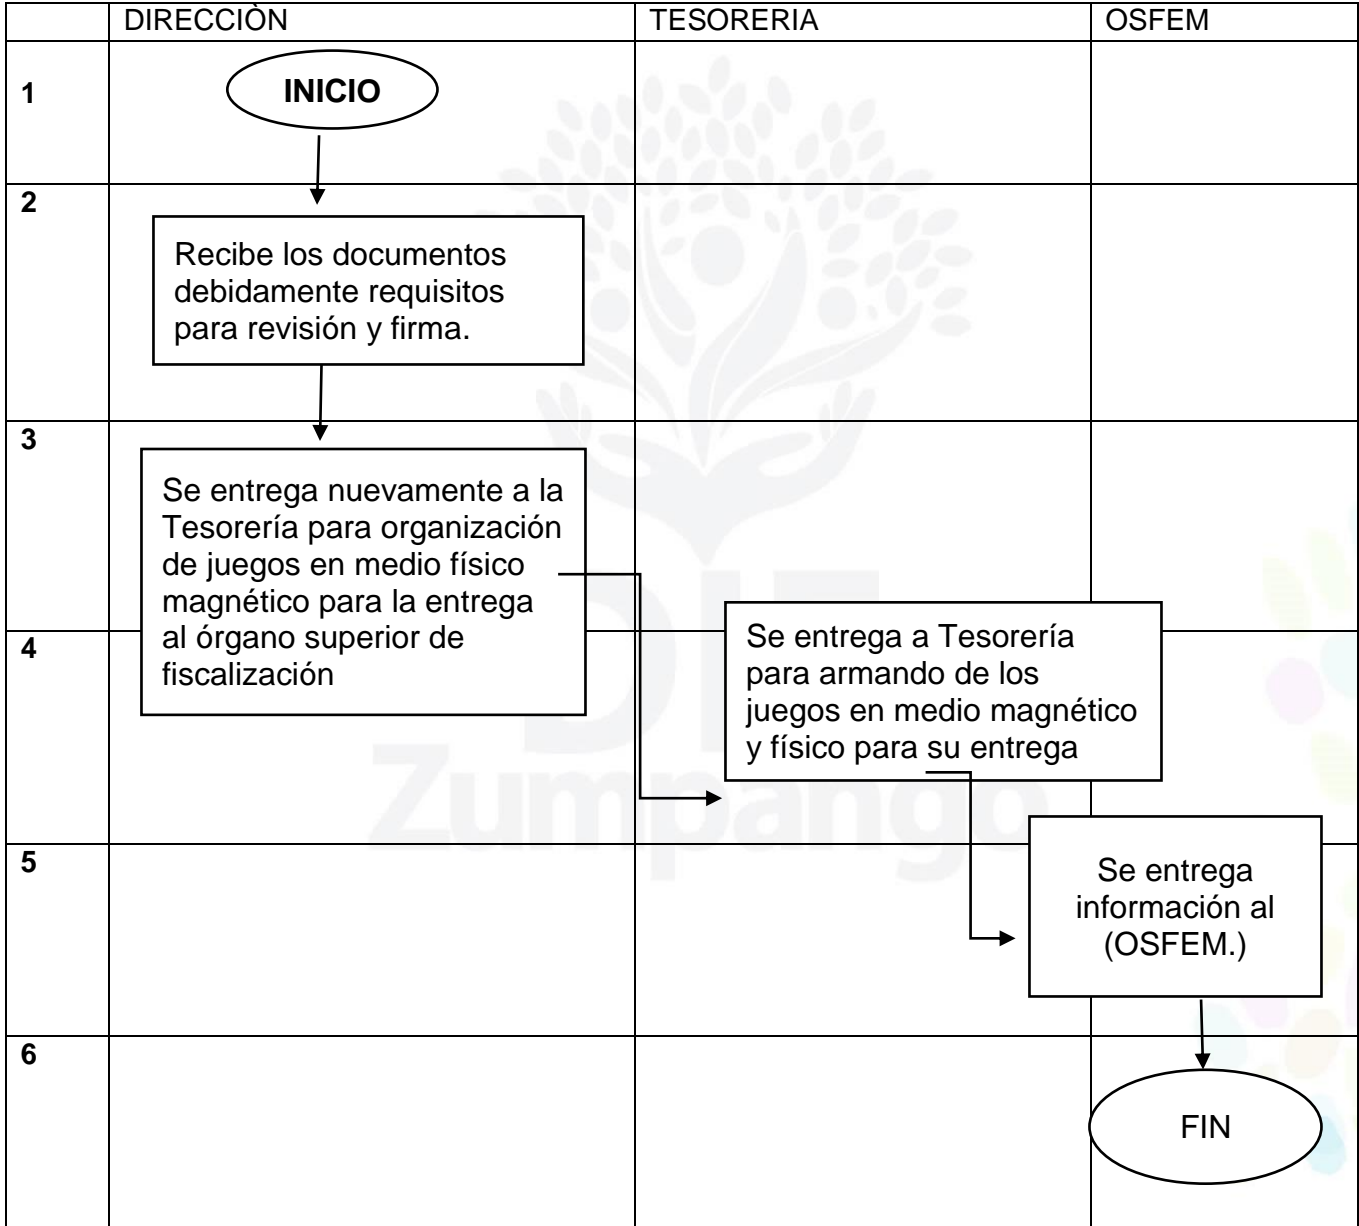 DIRECCIÒN
TESORERIA
OSFEM
1
INICIO
2
Recibe los documentos
debidamente requisitos
para revisión y firma.
3
Se entrega nuevamente a la
Tesorería para organización
de juegos en medio físico
magnético para la entrega
al órgano superior de
fiscalización
4
Se entrega a Tesorería
para armando de los
juegos en medio magnético
y físico para su entrega
5
Se entrega
información al
(OSFEM.)
6
FIN
DIF
Zumpango